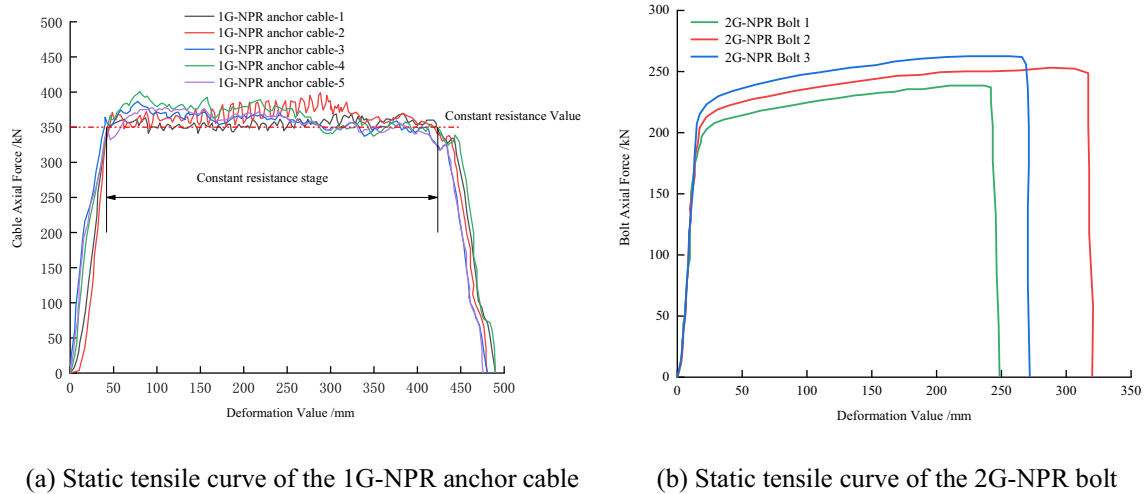 1G-NPR anchor cable-1
1G-NPR anchor cable-2
1G-NPR anchor cable-3
1G-NPR anchor cable-4
1G-NPR anchor cable-5
500
450
400
350
300
250
200
150
100
50
0
Cable Axial Force /kN
Constant resistance Value
Constant resistance stage
0 50 100 150 200 250 300 350 400 450 500
Deformation Value /mm
(a) Static tensile curve of the 1G-NPR anchor cable
2G-NPR Bolt 1
2G-NPR Bolt 2
2G-NPR Bolt 3
300
250
200
150
100
50
0
Bolt Axial Force /kN
0 50 100 150 200 250 300 350
Deformation Value /mm
(b) Static tensile curve of the 2G-NPR bolt